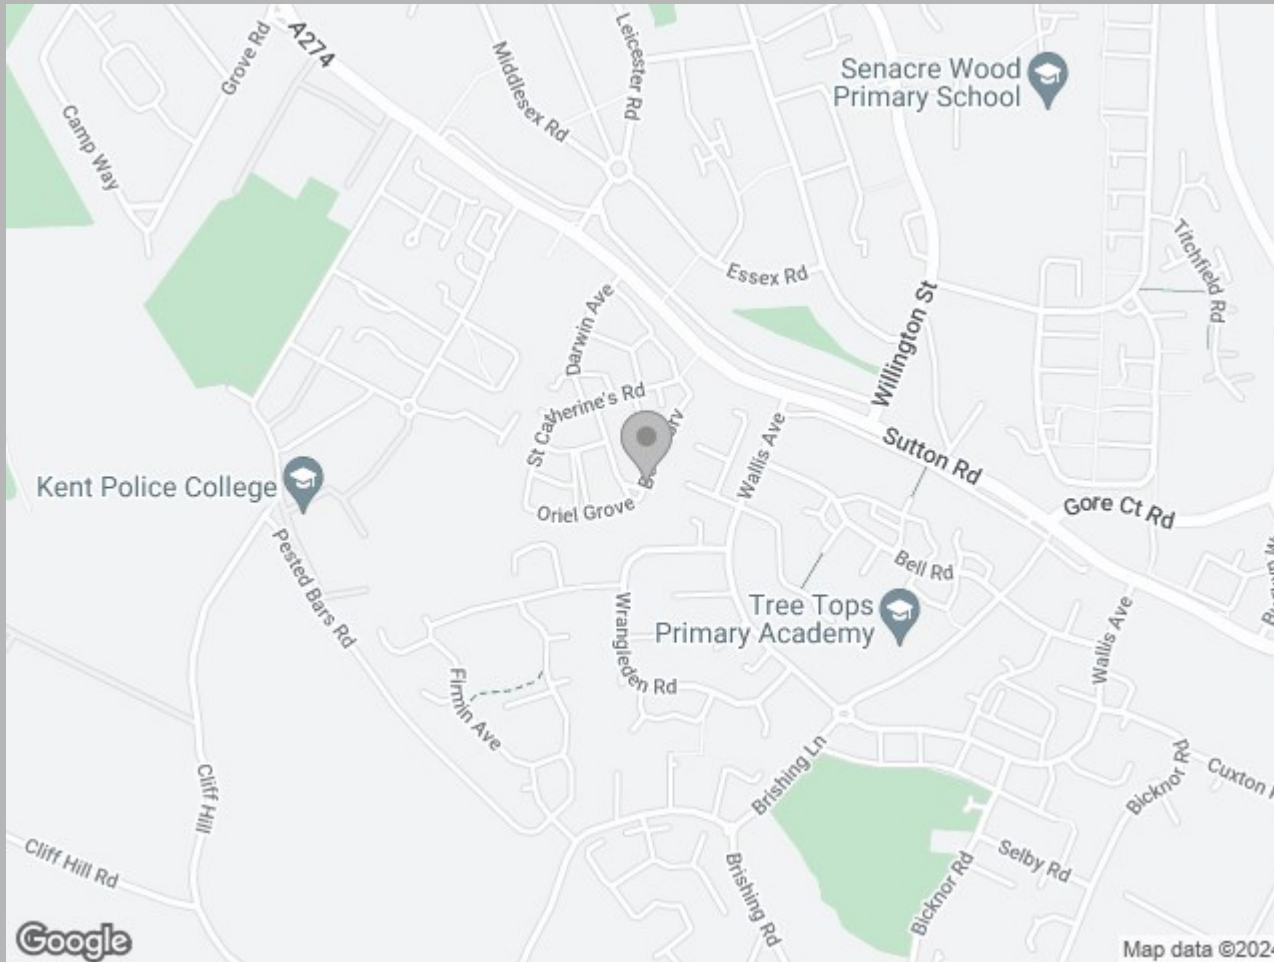 A274
Grove Rd
Camp Way
Middlesex Rd
Leicester Rd
Senacre Wood
Primary School
Titchfield Rd
Essex Rd
Willington St
Darwin Ave
St Catherine's Rd
Wallis Ave
Sutton Rd
Gore Ct Rd
Kent Police College
Oriel Grove
Pested Bars Rd
Bell Rd
Tree Tops
Primary Academy
Wrangleden Rd
Wallis Ave
Firmin Ave
Brishing Ln
Cliff Hill
Bicknor Rd
Cuxton
Cliff Hill Rd
Selby Rd
Bicknor Rd
Brishing Rd
Google
Map data ©2024